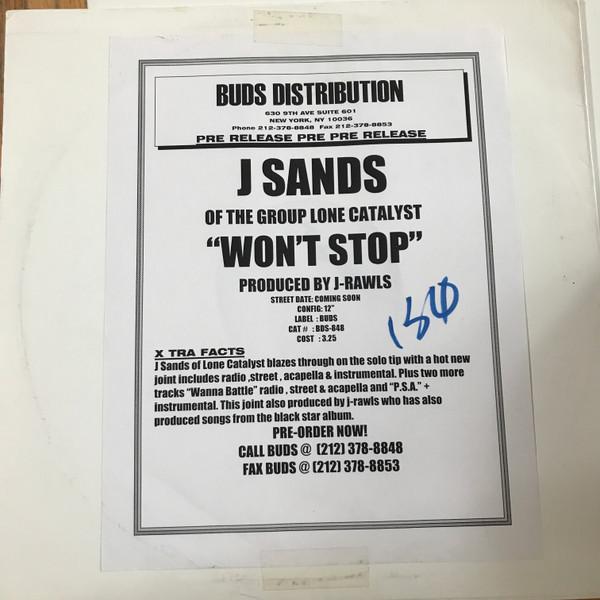 BUDS DISTRIBUTION
630 9TH AVE SUITE 601
NEW YORK, NY 10036
Phone 212-378-8848 Fax 212-378-8853
PRE RELEASE PRE PRE RELEASE
J SANDS
OF THE GROUP LONE CATALYST
“WON'T STOP”
PRODUCED BY J-RAWLS
STREET DATE: COMING SOON
CONFIG: 12"
LABEL : BUDS
CAT # : BDS-848
COST : 3.25
X TRA FACTS
J Sands of Lone Catalyst blazes through on the solo tip with a hot new
joint includes radio ,street , acapella & instrumental. Plus two more
tracks “Wanna Battle” radio , street & acapella and “P.S.A.” +
instrumental. This joint also produced by j-rawls who has also
produced songs from the black star album.
PRE-ORDER NOW!
CALL BUDS @ (212) 378-8848
FAX BUDS @ (212) 378-8853